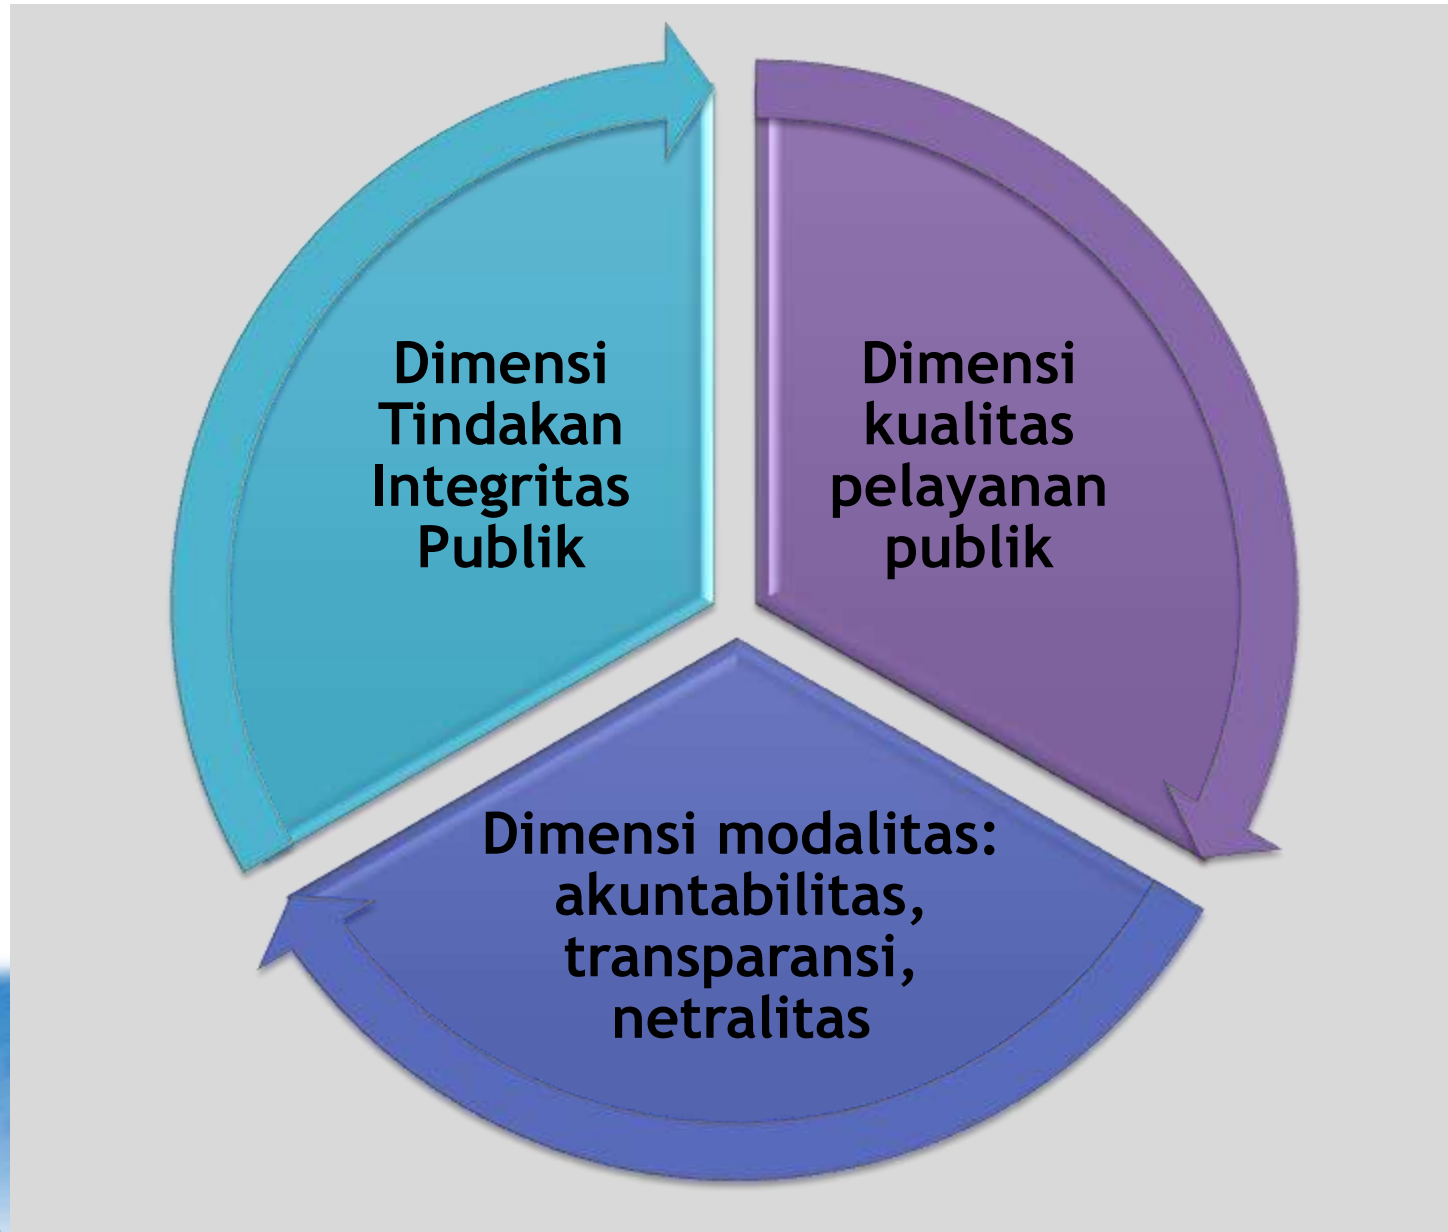 Dimensi
Tindakan
Integritas
Publik
Dimensi
kualitas
pelayanan
publik
Dimensi modalitas:
akuntabilitas,
transparansi,
netralitas